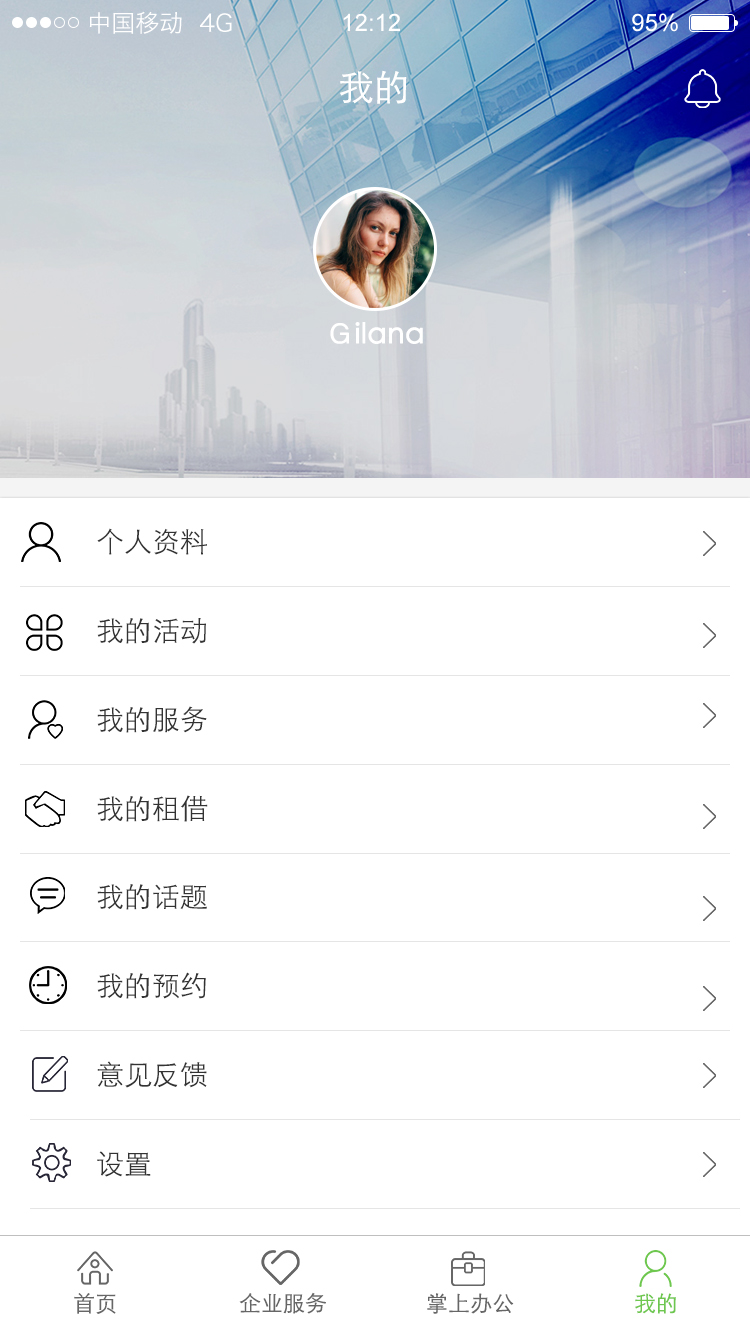 中国移动 4G 12:12 95%
我的
Gilana
个人资料
我的活动
我的服务
我的租借
我的话题
我的预约
意见反馈
设置
首页 企业服务 掌上办公 我的